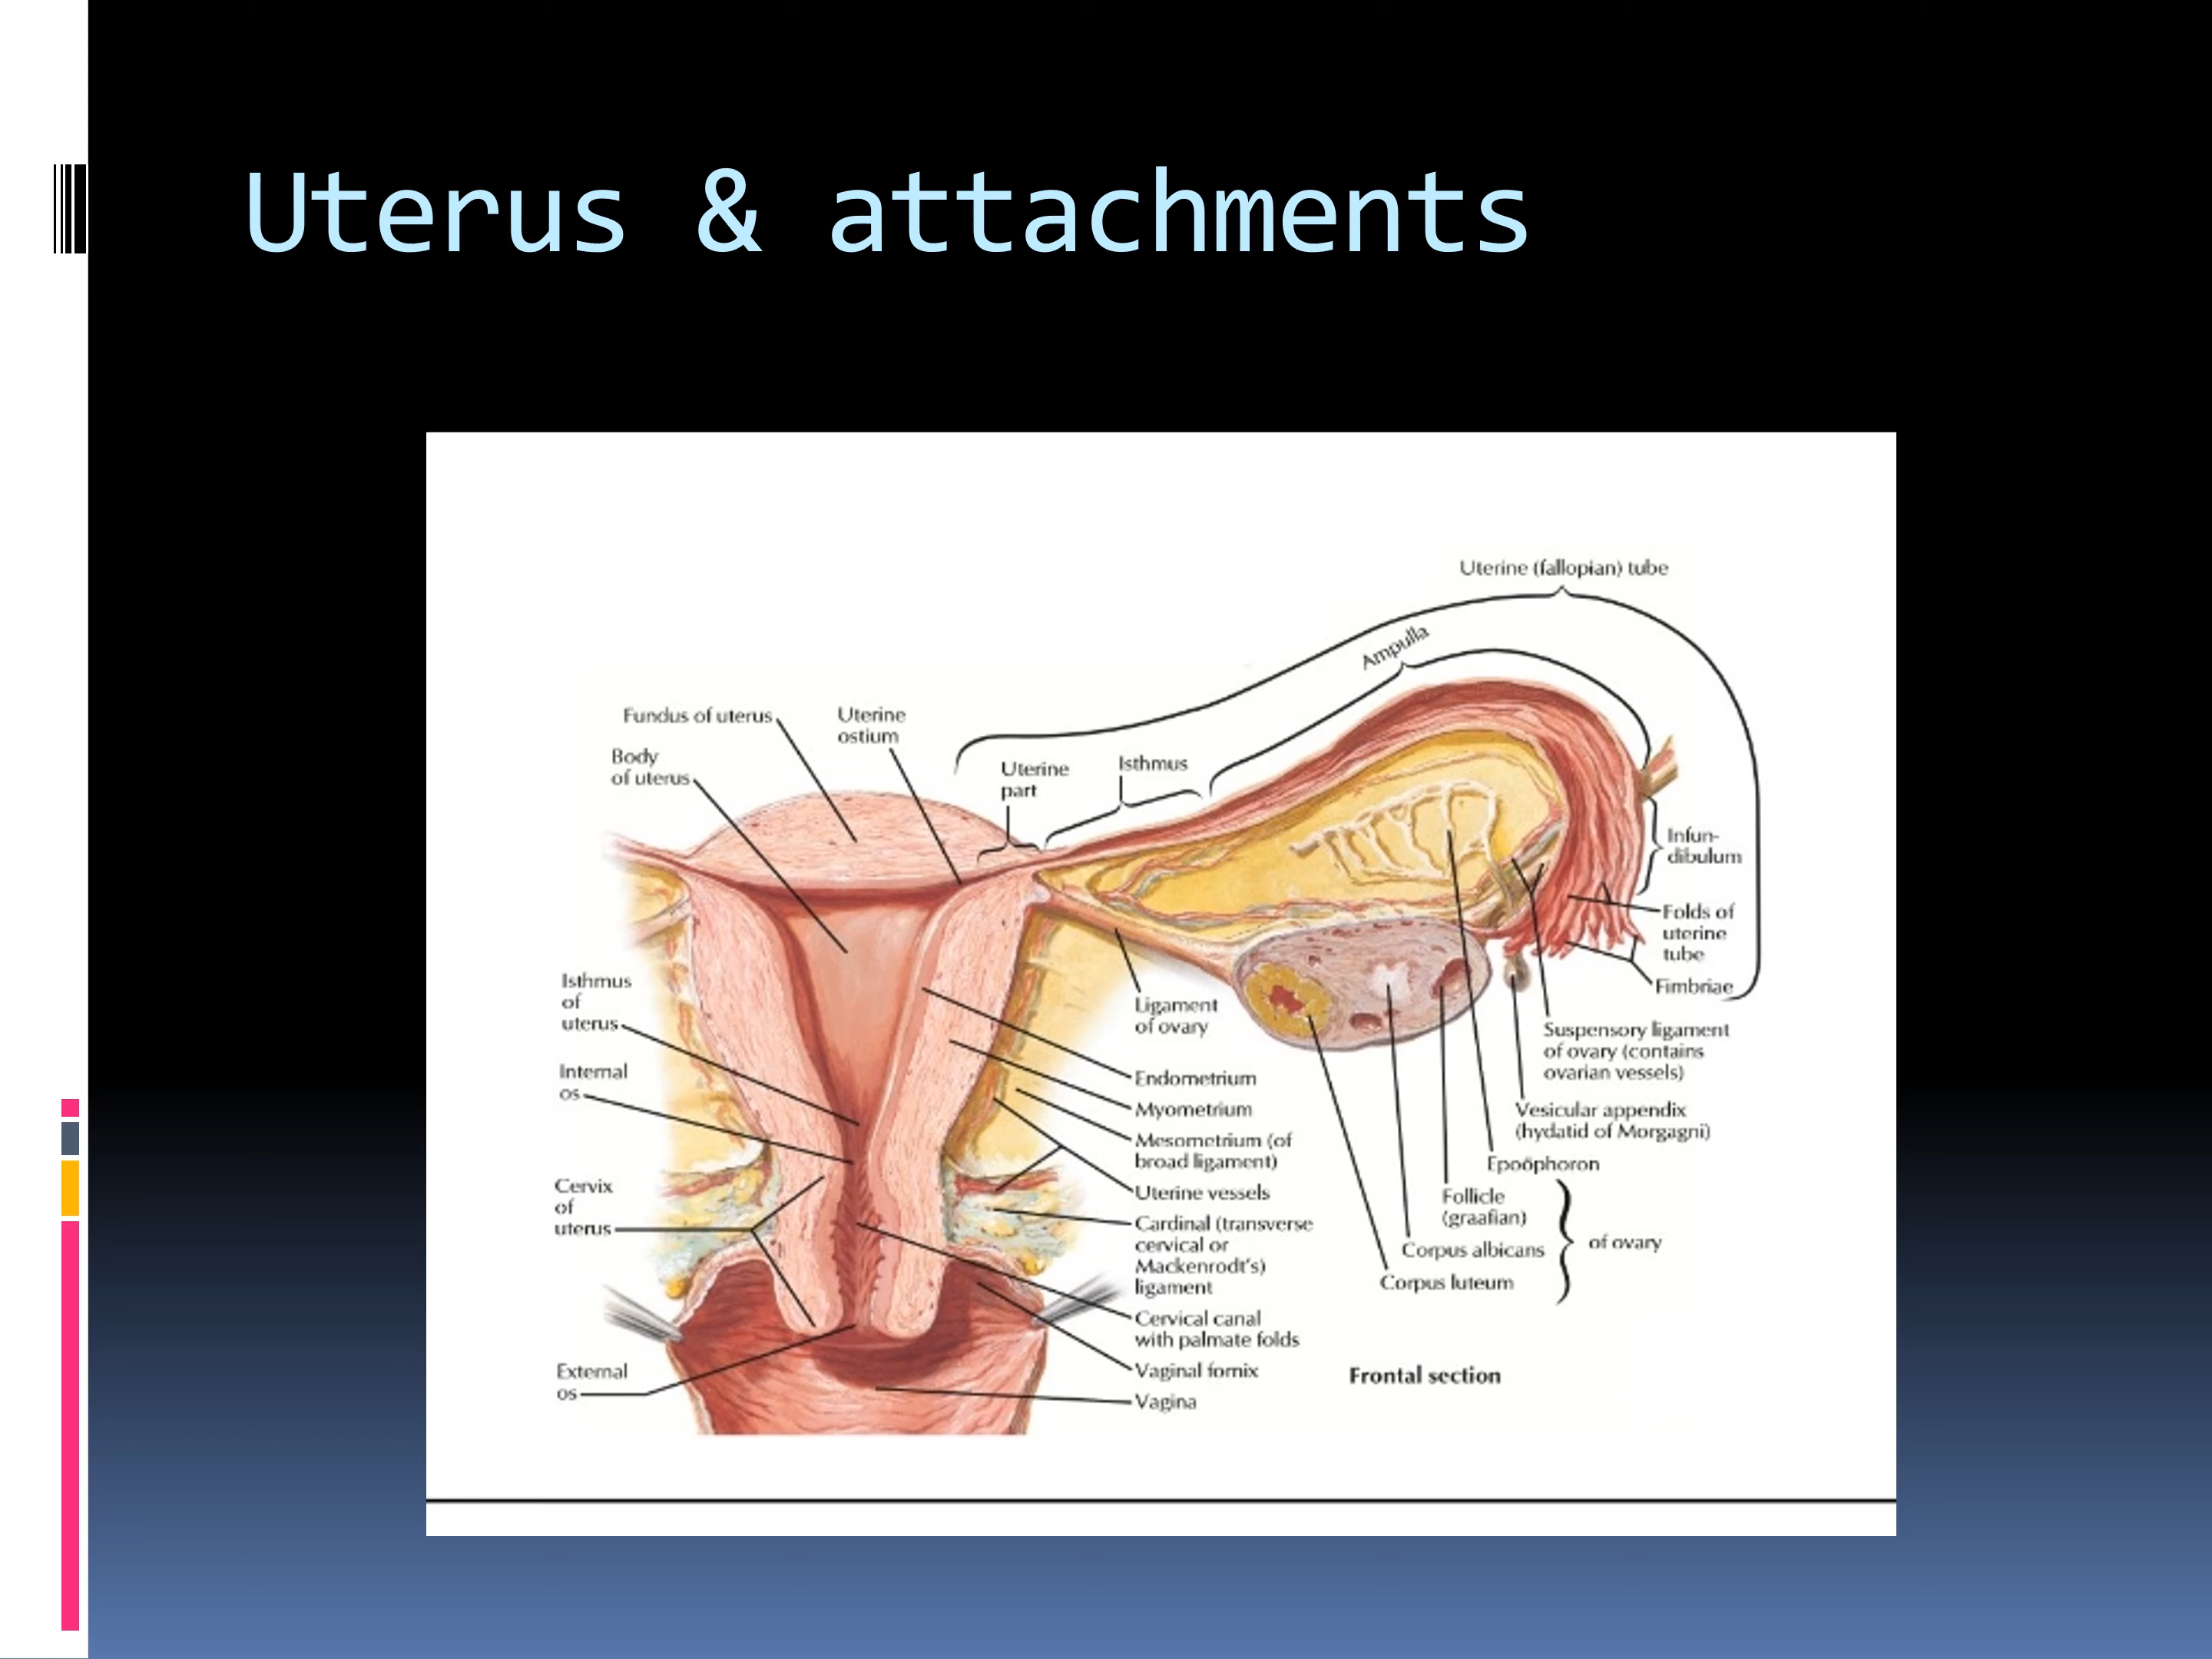 Uterus & attachments
Uterine (fallopian) tube
Ampulla
Fundus of uterus
Uterine
ostium
Body
of uterus
Uterine
part
Isthmus
Infun-
dibulum
Folds of
uterine
tube
Fimbriae
Isthmus
of
uterus
Internal
os
Cervix
of
uterus
External
os
Ligament
of ovary
Endometrium
Myometrium
Mesometrium (of
broad ligament)
Uterine vessels
Cardinal (transverse
cervical or
Mackenrodt's)
ligament
Cervical canal
with palmate folds
Vaginal fornix
Vagina
Suspensory ligament
of ovary (contains
ovarian vessels)
Vesicular appendix
(hydatid of Morgagni)
Epoöphoron
Follicle
(graafian)
Corpus albicans
Corpus luteum
of ovary
Frontal section